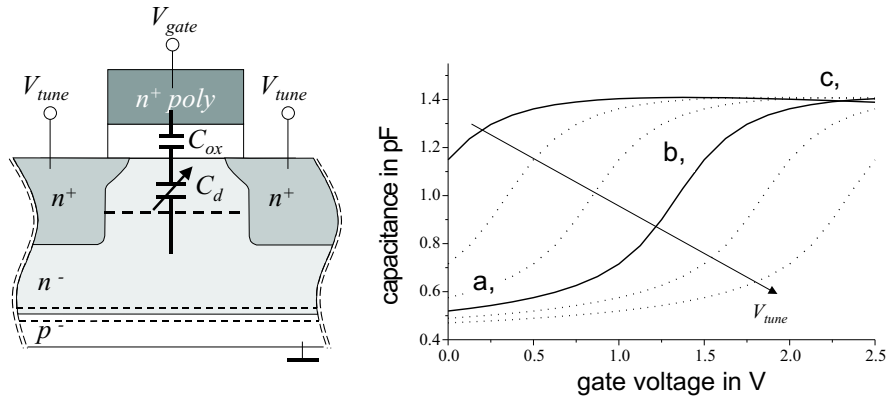 V_gate
V_tune
V_tune
n⁺ poly
C_ox
C_d
n⁺
n⁺
n⁻
p⁻
capacitance in pF
1.4
1.2
1.0
0.8
0.6
0.4
0.0
0.5
1.0
1.5
2.0
2.5
gate voltage in V
a,
b,
c,
V_tune